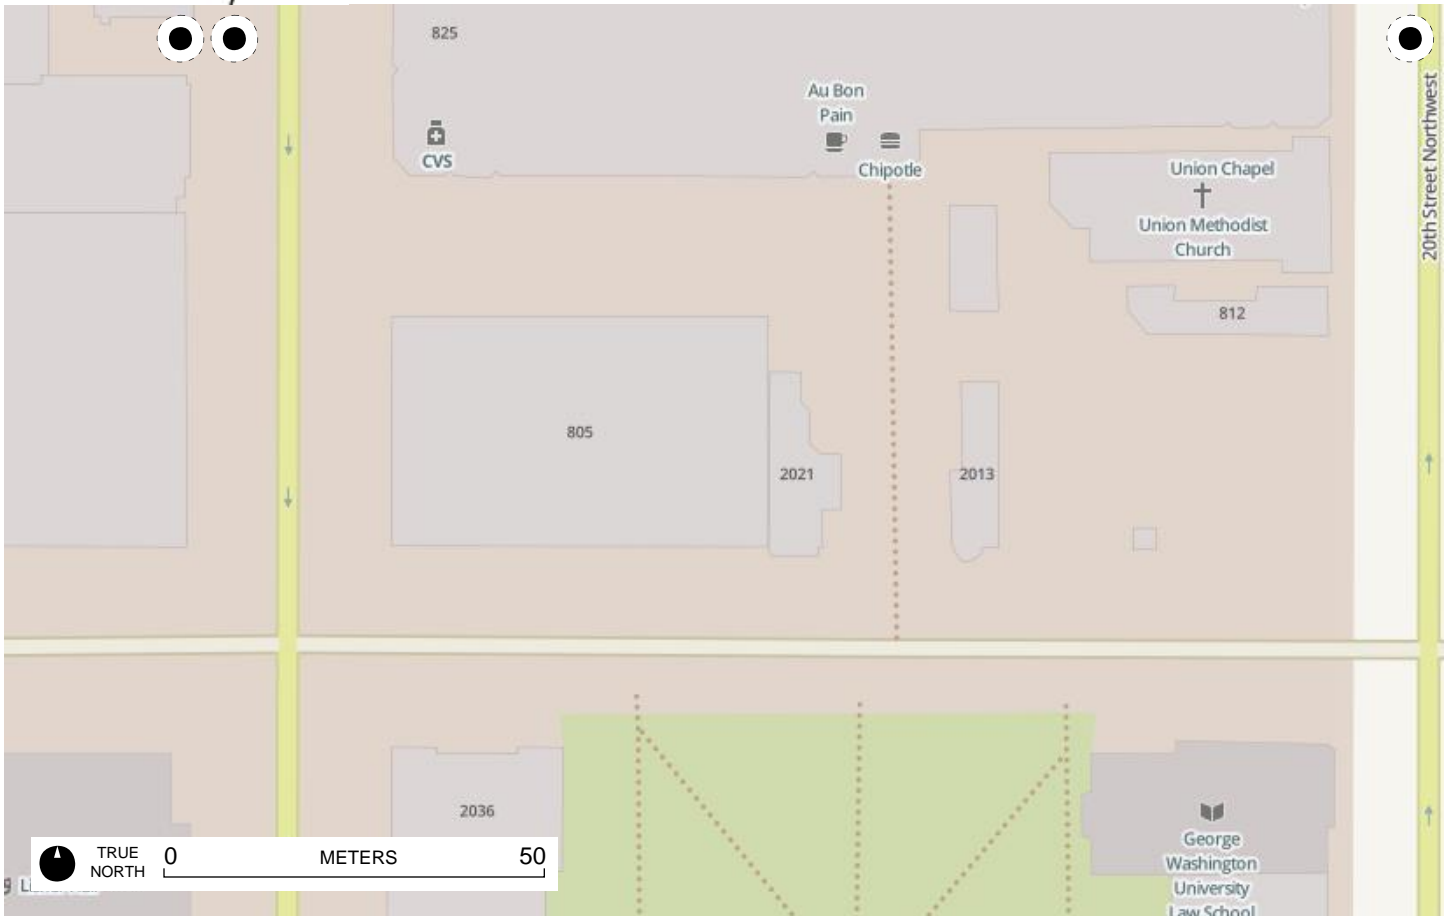 825
Au Bon
Pain
CVS
Chipotle
Union Chapel
Union Methodist
Church
20th Street Northwest
812
805
2021
2013
2036
TRUE
NORTH
0
METERS
50
George
Washington
University
Law School